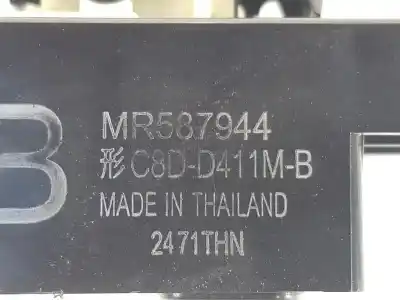 B
MR587944
形 C8D-D411M-B
MADE IN THAILAND
2471THN